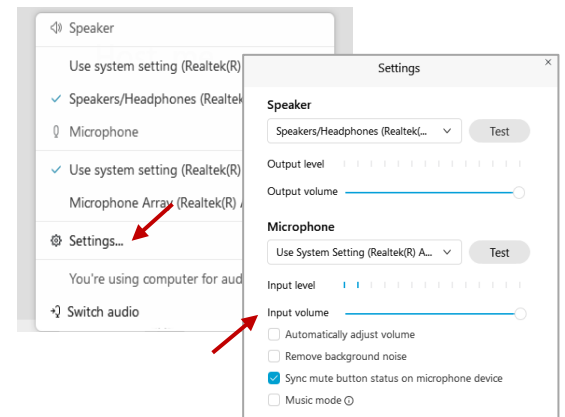 Speaker
Use system setting (Realtek(R)
Speakers/Headphones (Realtek
Microphone
Use system setting (Realtek(R)
Microphone Array (Realtek(R) A
Settings...
You're using computer for aud
Switch audio
Settings
Speaker
Speakers/Headphones (Realtek(...
Test
Output level
Output volume
Microphone
Use System Setting (Realtek(R) A...
Test
Input level
Input volume
Automatically adjust volume
Remove background noise
Sync mute button status on microphone device
Music mode